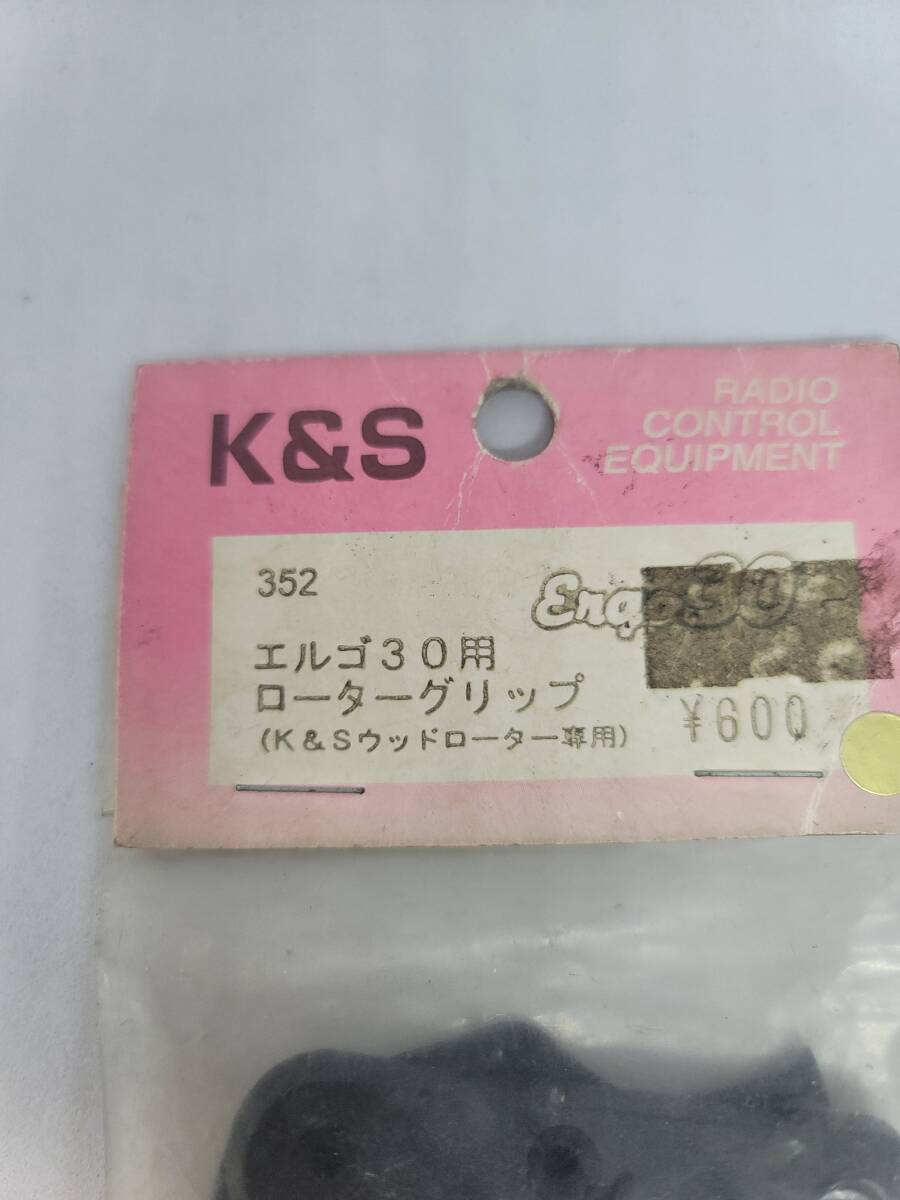 K&S
RADIO
CONTROL
EQUIPMENT
352
Ergo30
エルゴ30用
ローターグリップ
(K&Sウッドローター専用)
¥600